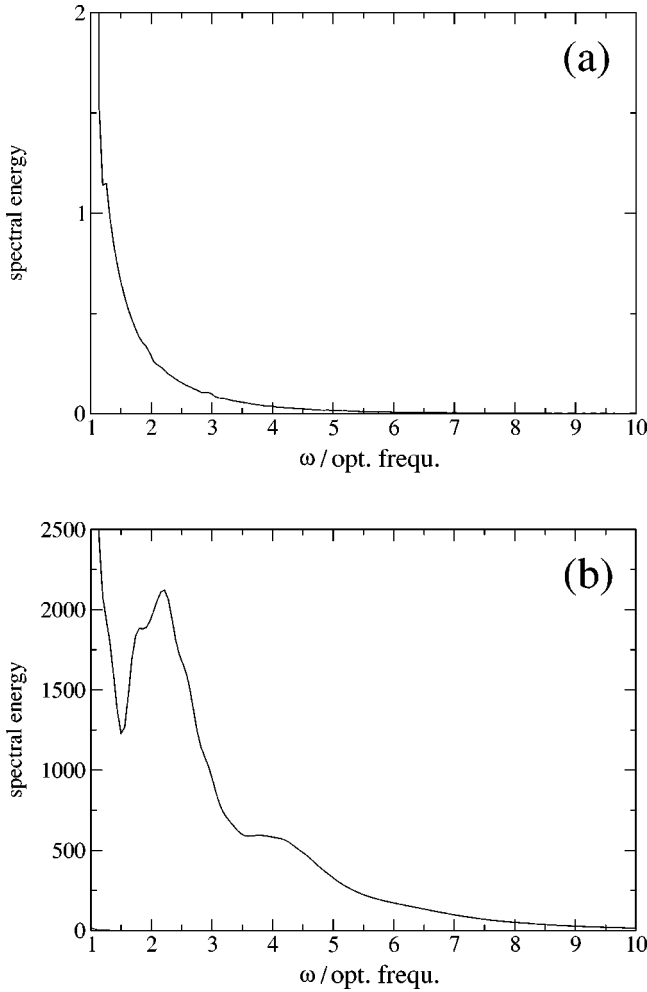 2
(a)
spectral energy
1
0
1 2 3 4 5 6 7 8 9 10
ω / opt. frequ.
2500
(b)
2000
spectral energy
1500
1000
500
0
1 2 3 4 5 6 7 8 9 10
ω / opt. frequ.